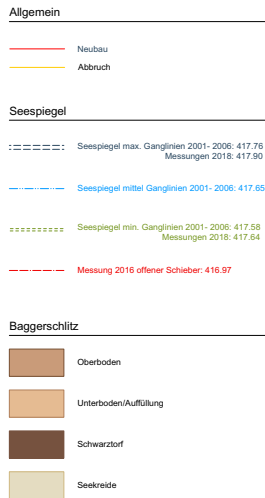 Allgemein
Neubau
Abbruch
Seespiegel
Seespiegel max. Ganglinien 2001- 2006: 417.76
Messungen 2018: 417.90
Seespiegel mittel Ganglinien 2001- 2006: 417.65
Seespiegel min. Ganglinien 2001- 2006: 417.58
Messungen 2018: 417.64
Messung 2016 offener Schieber: 416.97
Baggerschlitz
Oberboden
Unterboden/Auffüllung
Schwarztorf
Seekreide